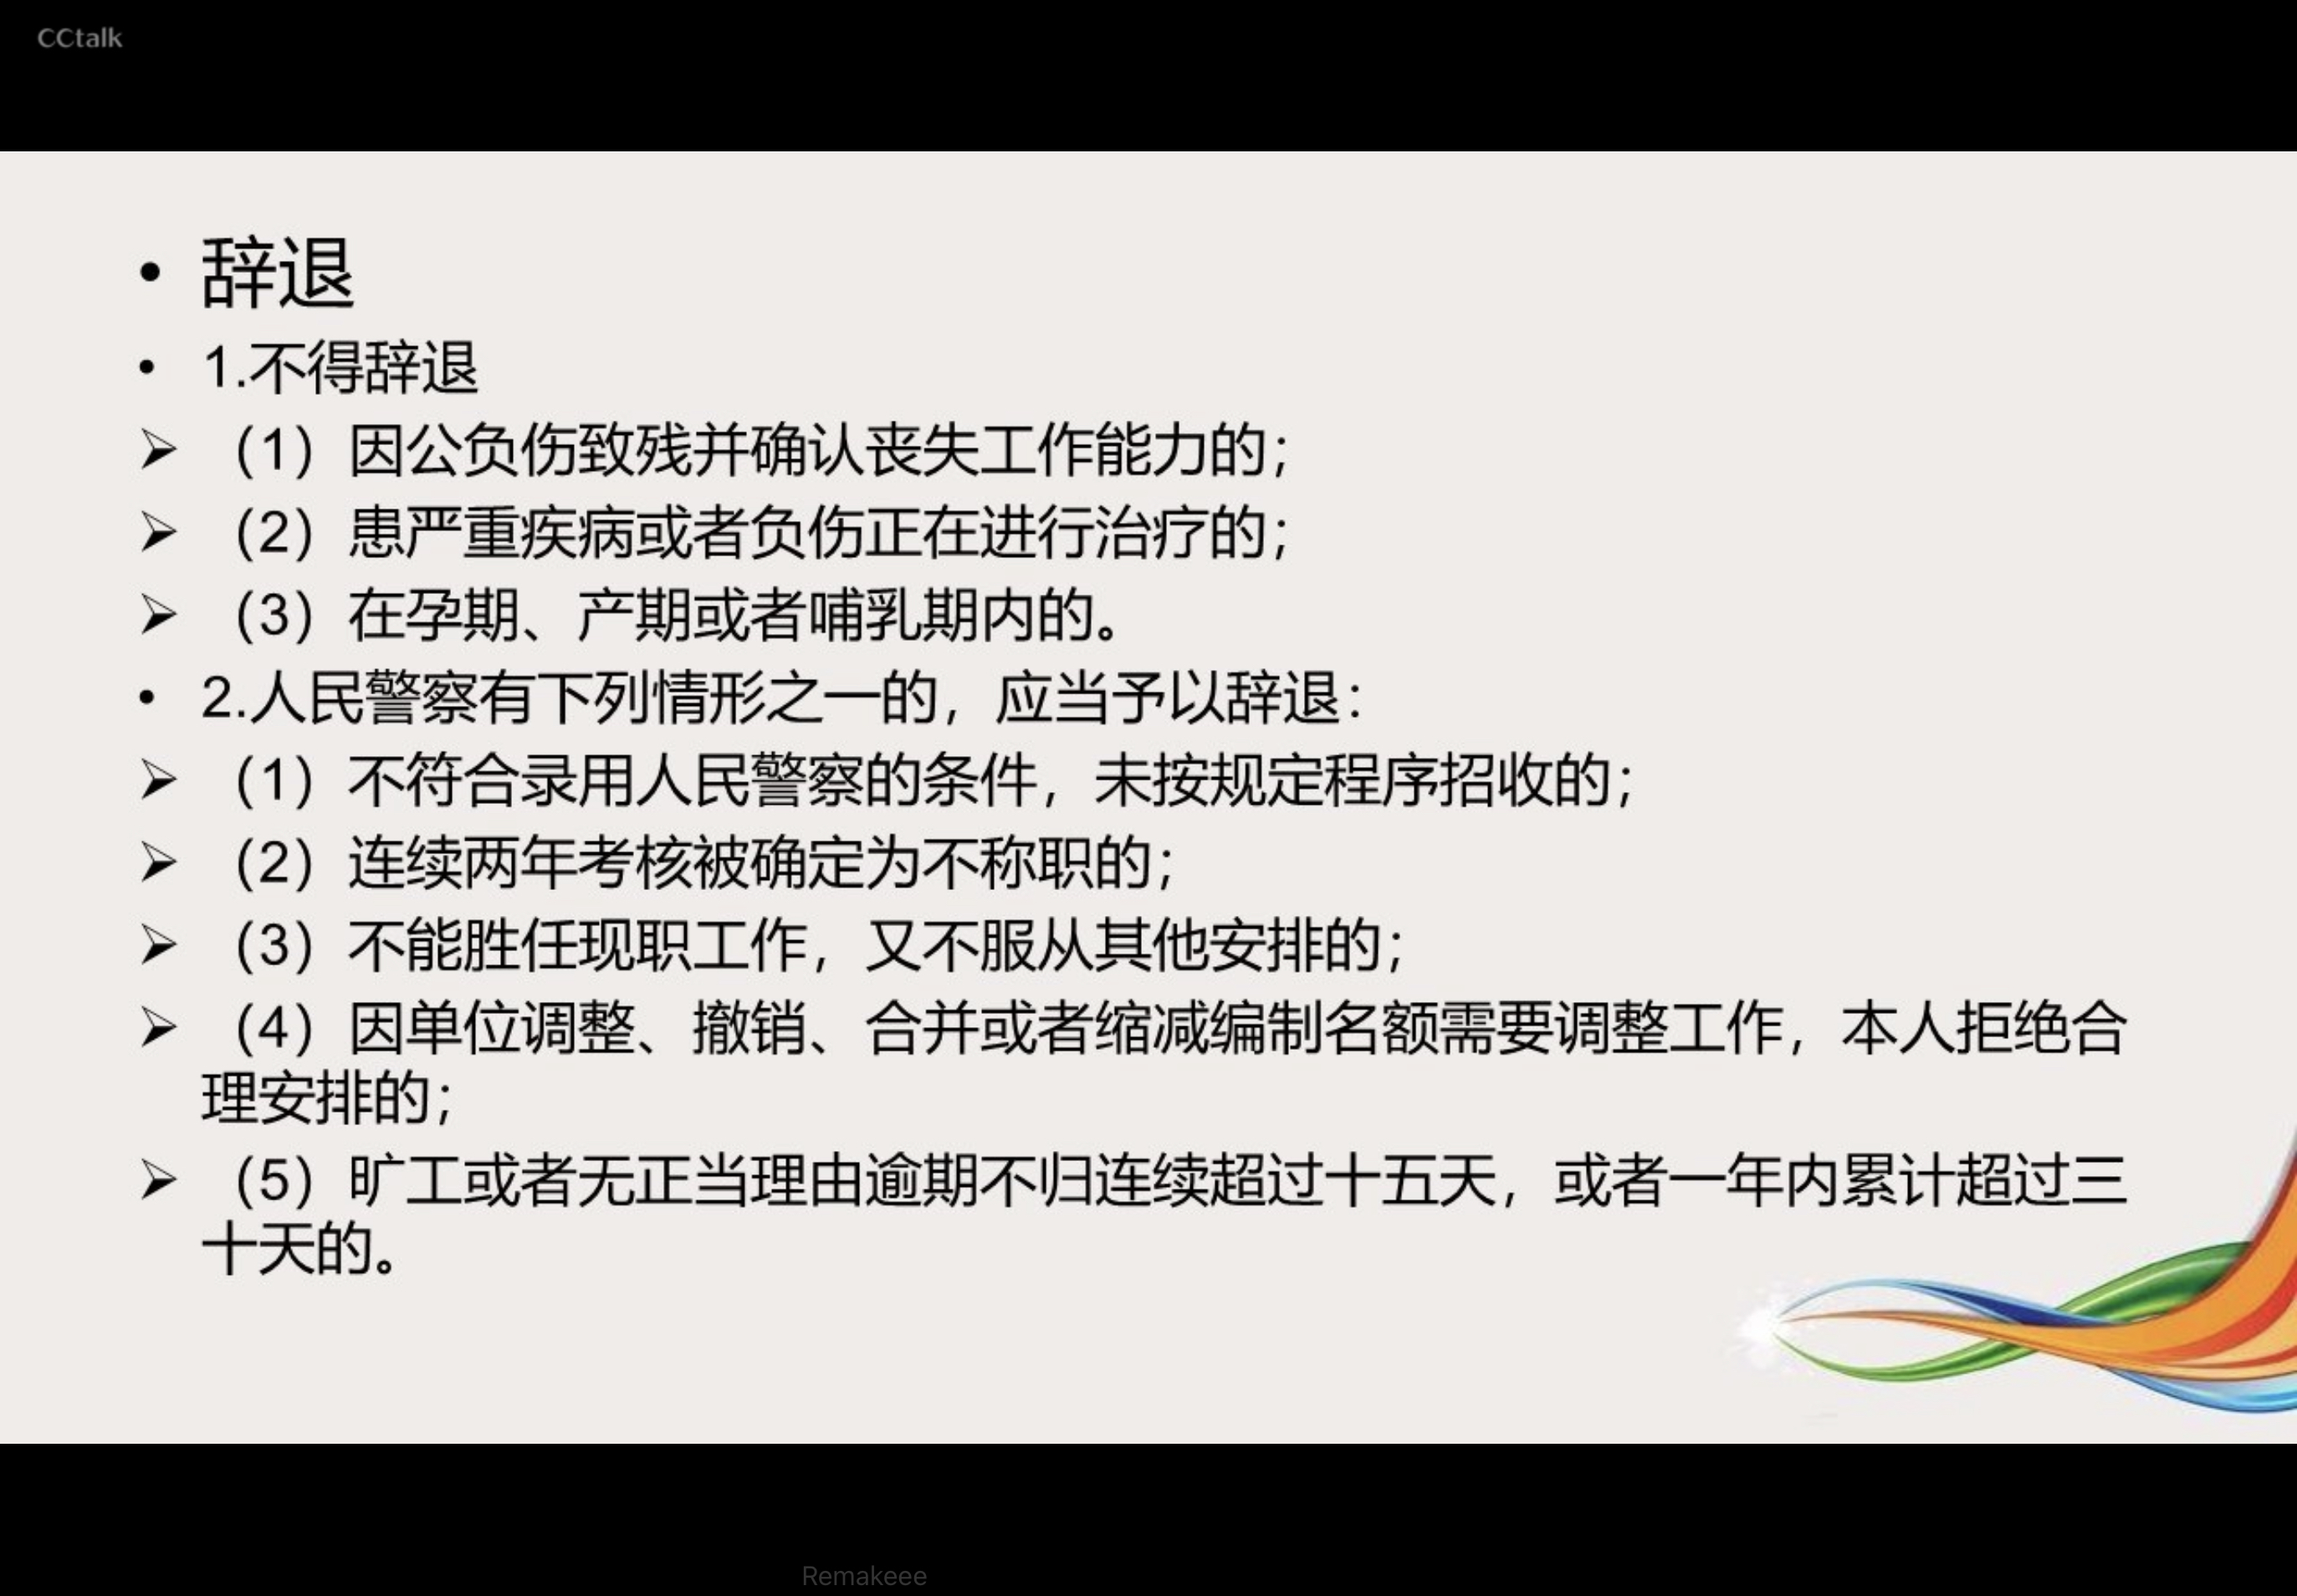 CCtalk
• 辞退
• 1.不得辞退
➢ （1）因公负伤致残并确认丧失工作能力的；
➢ （2）患严重疾病或者负伤正在进行治疗的；
➢ （3）在孕期、产期或者哺乳期内的。
• 2.人民警察有下列情形之一的，应当予以辞退：
➢ （1）不符合录用人民警察的条件，未按规定程序招收的；
➢ （2）连续两年考核被确定为不称职的；
➢ （3）不能胜任现职工作，又不服从其他安排的；
➢ （4）因单位调整、撤销、合并或者缩减编制名额需要调整工作，本人拒绝合
理安排的；
➢ （5）旷工或者无正当理由逾期不归连续超过十五天，或者一年内累计超过三
十天的。
Remakeee